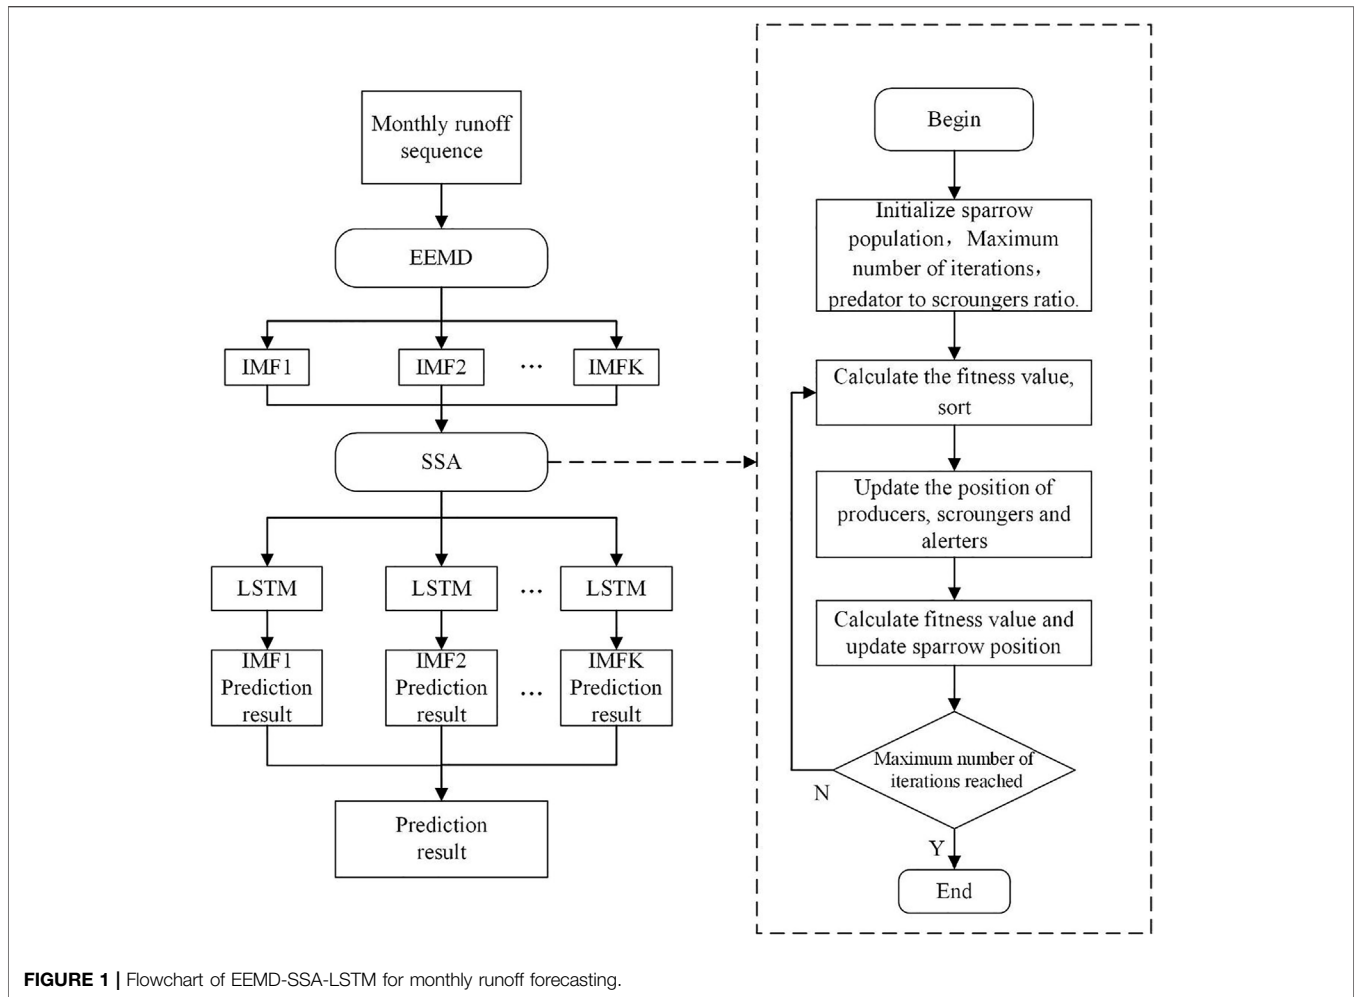 Monthly runoff
sequence
EEMD
IMF1
IMF2
...
IMFK
SSA
LSTM
LSTM
...
LSTM
IMF1
Prediction
result
IMF2
Prediction
result
...
IMFK
Prediction
result
Prediction
result
Begin
Initialize sparrow
population，Maximum
number of iterations，
predator to scroungers ratio.
Calculate the fitness value,
sort
Update the position of
producers, scroungers and
alerters
Calculate fitness value and
update sparrow position
Maximum number of
iterations reached
N
Y
End
FIGURE 1 | Flowchart of EEMD-SSA-LSTM for monthly runoff forecasting.